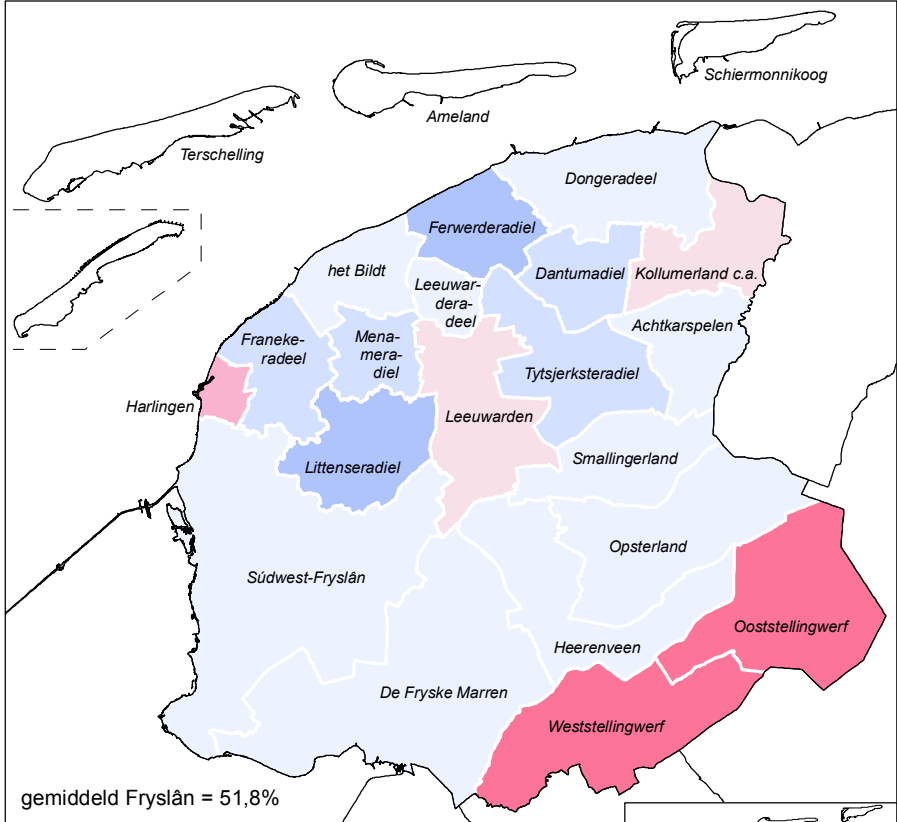 Schiermonnikoog
Ameland
Terschelling
Dongeradeel
Ferwerderadiel
het Bildt
Leeuwar-
dera-
deel
Dantumadiel
Kollumerland c.a.
Achtkarspelen
Franeke-
radeel
Mena-
mera-
diel
Tytsjerksteradiel
Harlingen
Leeuwarden
Littenseradiel
Smallingerland
Opsterland
Súdwest-Fryslân
Ooststellingwerf
Heerenveen
De Fryske Marren
Weststellingwerf
gemiddeld Fryslân = 51,8%